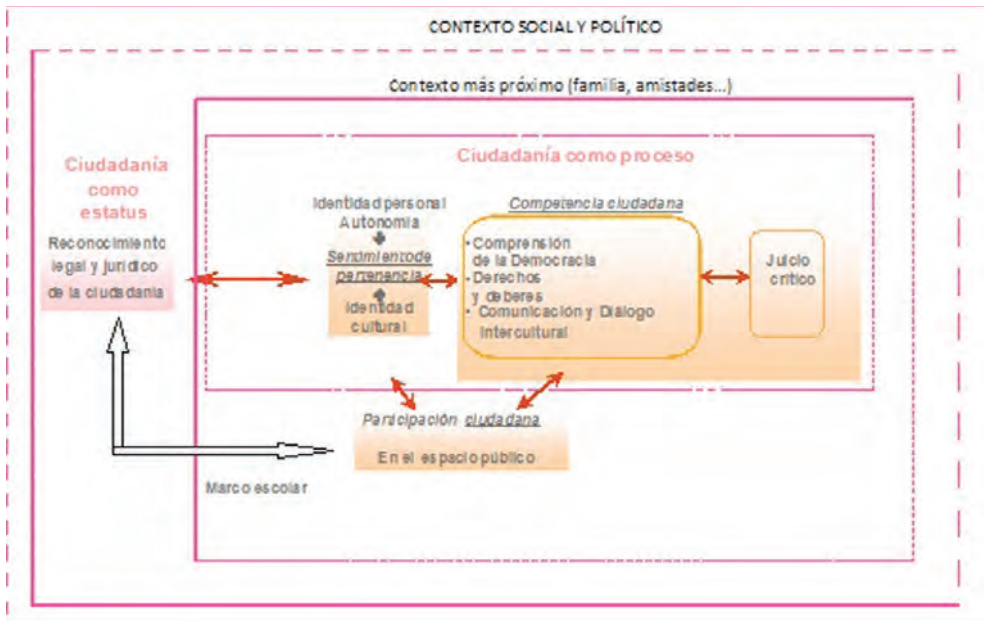 CONTEXTO SOCIAL Y POLÍTICO
Contexto más próximo (familia, amistades...)
Ciudadanía como proceso
Ciudadanía
como
estatus
Reconocimiento
legal y jurídico
de la ciudadanía
Identidad personal
Autonomía
Sentimiento de
pertenencia
Identidad
cultural
Competencia ciudadana
•Comprensión
de la Democracia
•Derechos
y deberes
• Comunicación y Diálogo
Intercultural
Juicio
crítico
Participación ciudadana
En el espacio público
Marco escolar